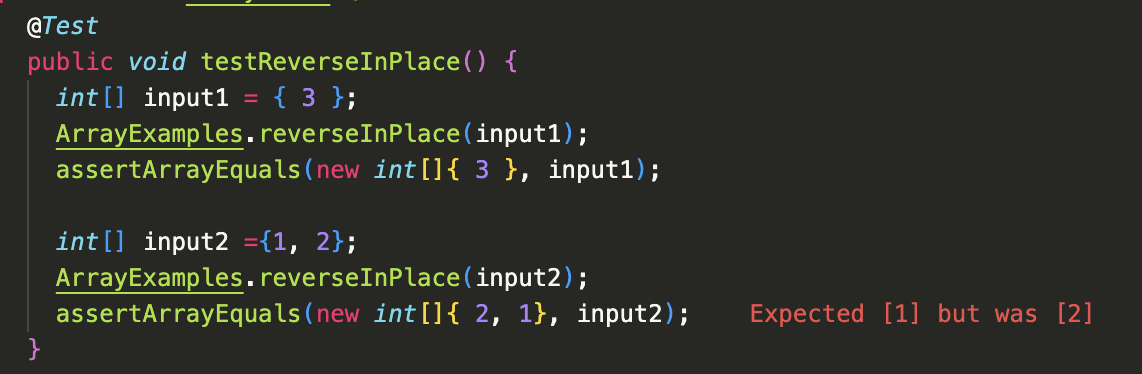 @Test
public void testReverseInPlace() {
int[] input1 = { 3 };
ArrayExamples.reverseInPlace(input1);
assertArrayEquals(new int[]{ 3 }, input1);
int[] input2 ={1, 2};
ArrayExamples.reverseInPlace(input2);
assertArrayEquals(new int[]{ 2, 1}, input2); Expected [1] but was [2]
}